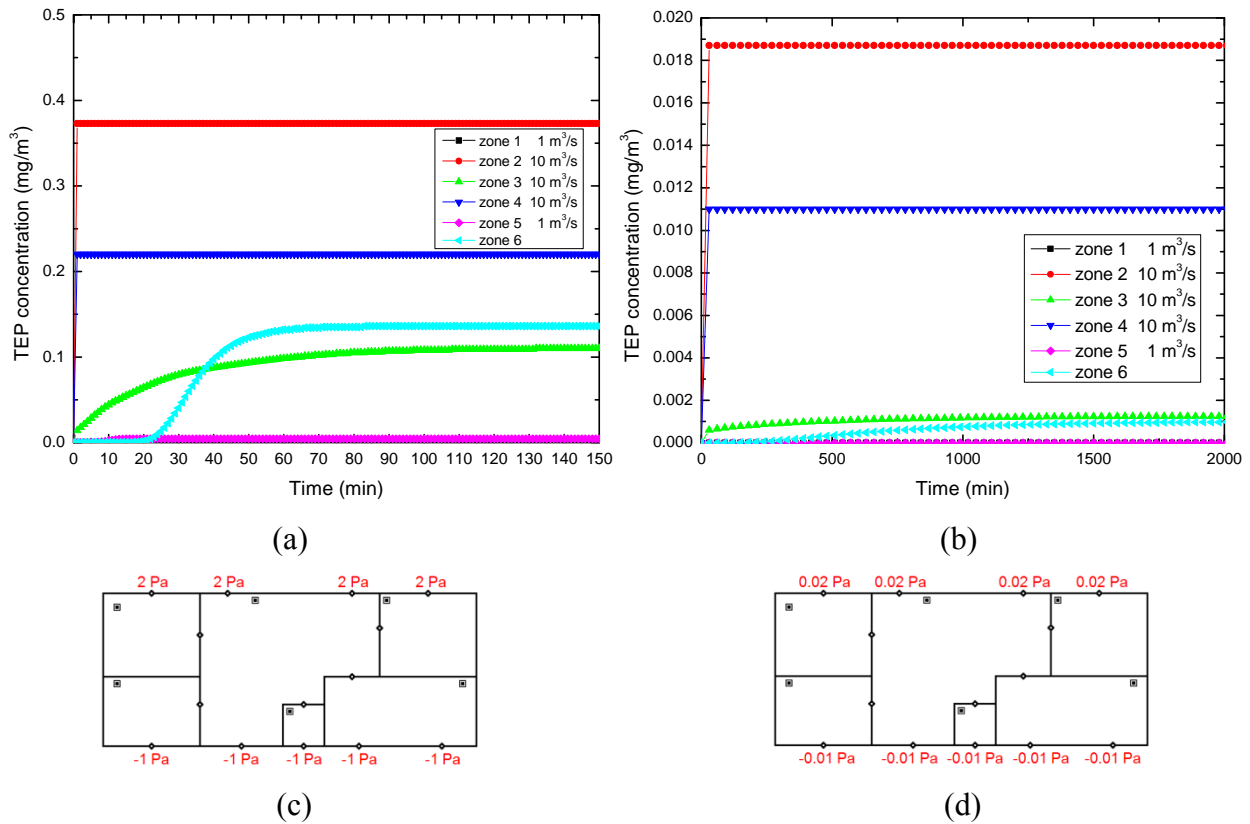 0.5
0.4
0.3
0.2
0.1
0.0
TEP concentration (mg/m³)
zone 1 1 m³/s
zone 2 10 m³/s
zone 3 10 m³/s
zone 4 10 m³/s
zone 5 1 m³/s
zone 6
0 10 20 30 40 50 60 70 80 90 100 110 120 130 140 150
Time (min)
(a)
0.020
0.018
0.016
0.014
0.012
0.010
0.008
0.006
0.004
0.002
0.000
TEP concentration (mg/m³)
zone 1 1 m³/s
zone 2 10 m³/s
zone 3 10 m³/s
zone 4 10 m³/s
zone 5 1 m³/s
zone 6
0 500 1000 1500 2000
Time (min)
(b)
2 Pa 2 Pa 2 Pa 2 Pa
-1 Pa -1 Pa -1 Pa -1 Pa -1 Pa
(c)
0.02 Pa 0.02 Pa 0.02 Pa 0.02 Pa
-0.01 Pa -0.01 Pa -0.01 Pa -0.01 Pa -0.01 Pa
(d)